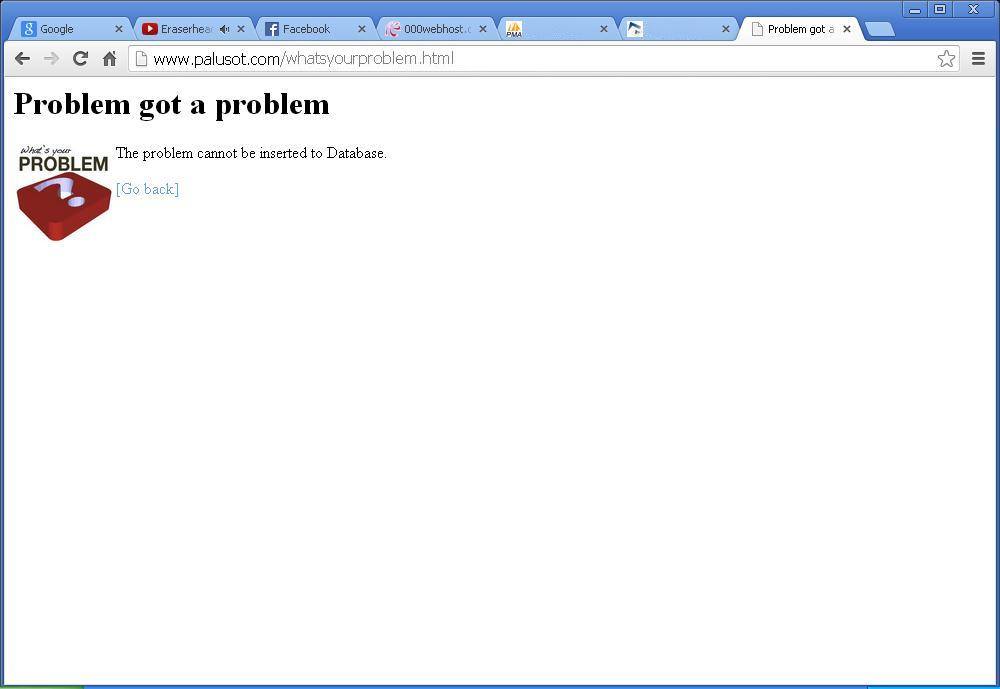 Google
Eraserhea
Facebook
000webhost.c
PMA
Problem got a
www.palusot.com/whatsyourproblem.html
Problem got a problem
What's your
PROBLEM
The problem cannot be inserted to Database.
[Go back]